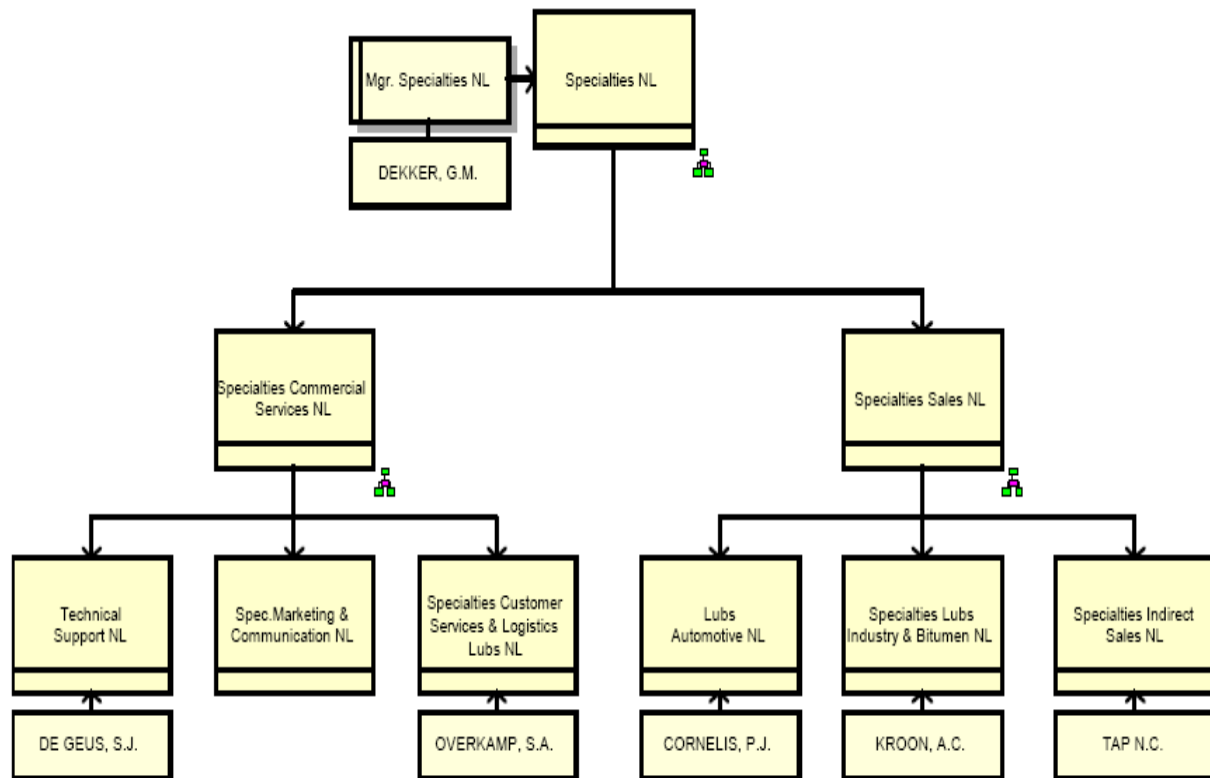 Mgr. Specialties NL
Specialties NL
DEKKER, G.M.
Specialties Commercial
Services NL
Specialties Sales NL
Technical
Support NL
Spec.Marketing &
Communication NL
Specialties Customer
Services & Logistics
Lubs NL
Lubs
Automotive NL
Specialties Lubs
Industry & Bitumen NL
Specialties Indirect
Sales NL
DE GEUS, S.J.
OVERKAMP, S.A.
CORNELIS, P.J.
KROON, A.C.
TAP N.C.